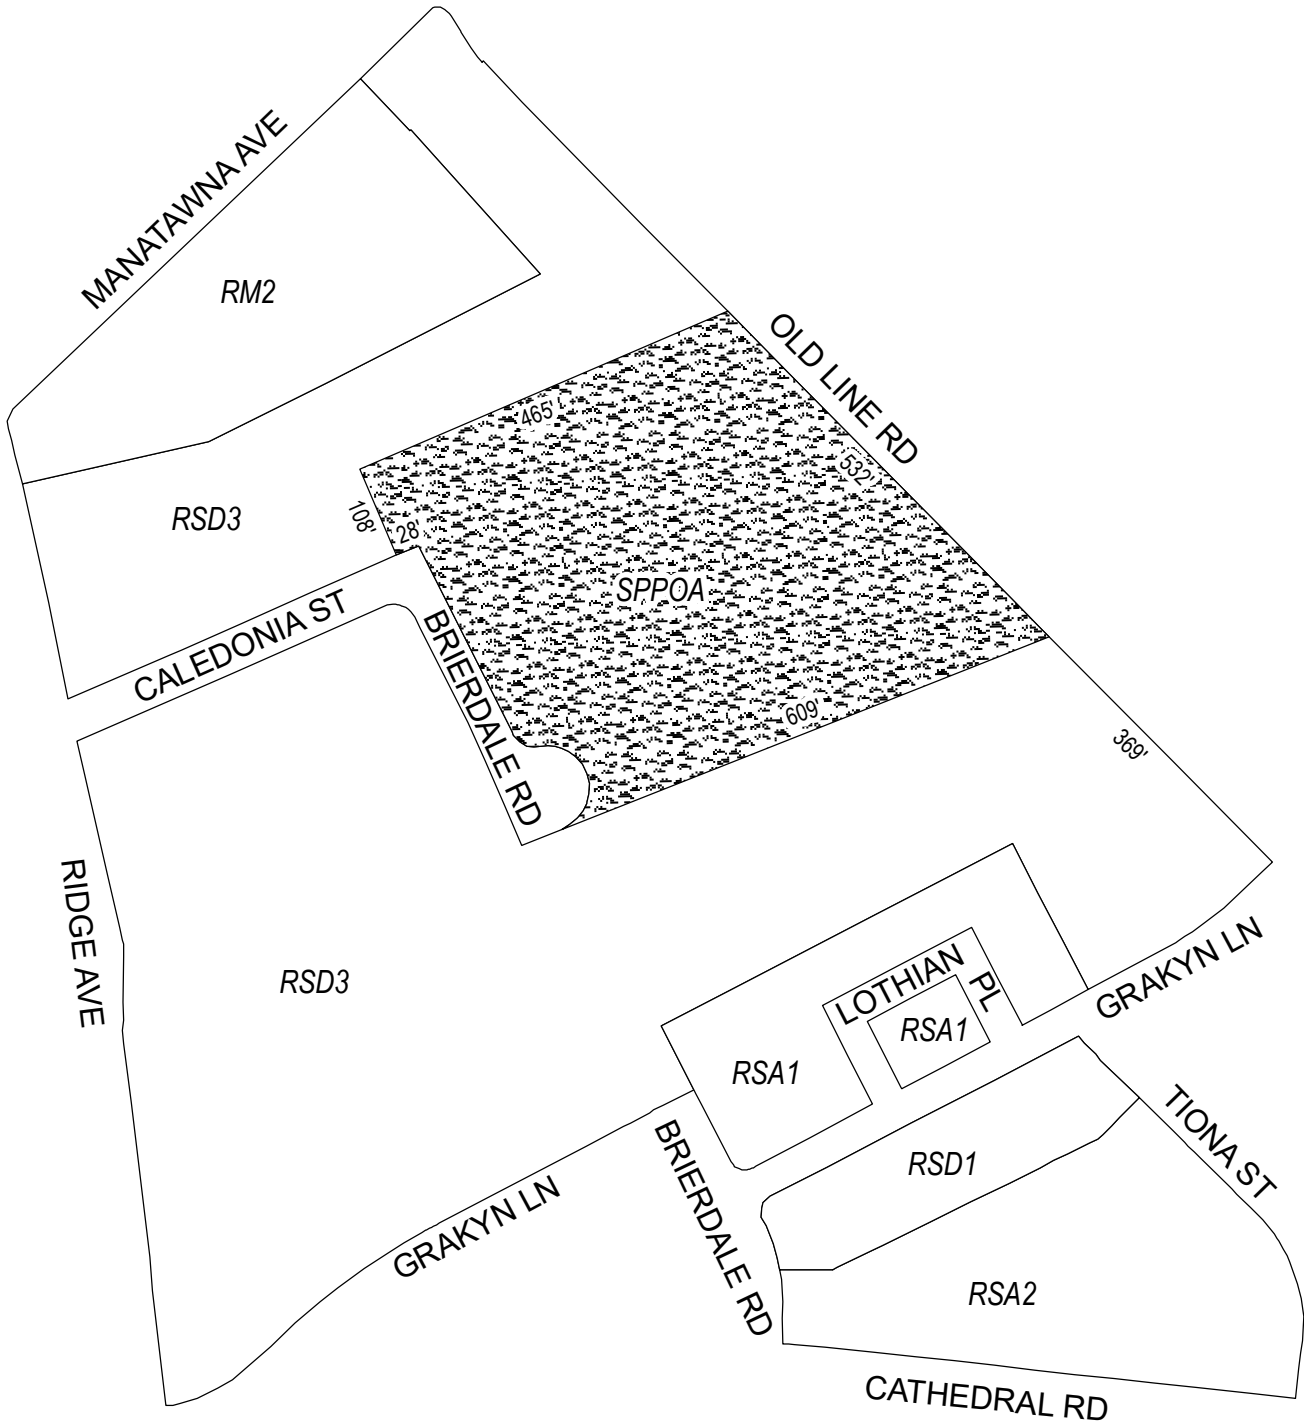 MANATAWNA AVE
RM2
OLD LINE RD
465'
532'
RSD3
108'
28'
SPPOA
CALEDONIA ST
BRIERDALE RD
609'
369'
RIDGE AVE
RSD3
LOTHIAN
PL
RSA1
RSA1
GRAKYN LN
TIONA ST
RSD1
BRIERDALE RD
GRAKYN LN
RSA2
CATHEDRAL RD